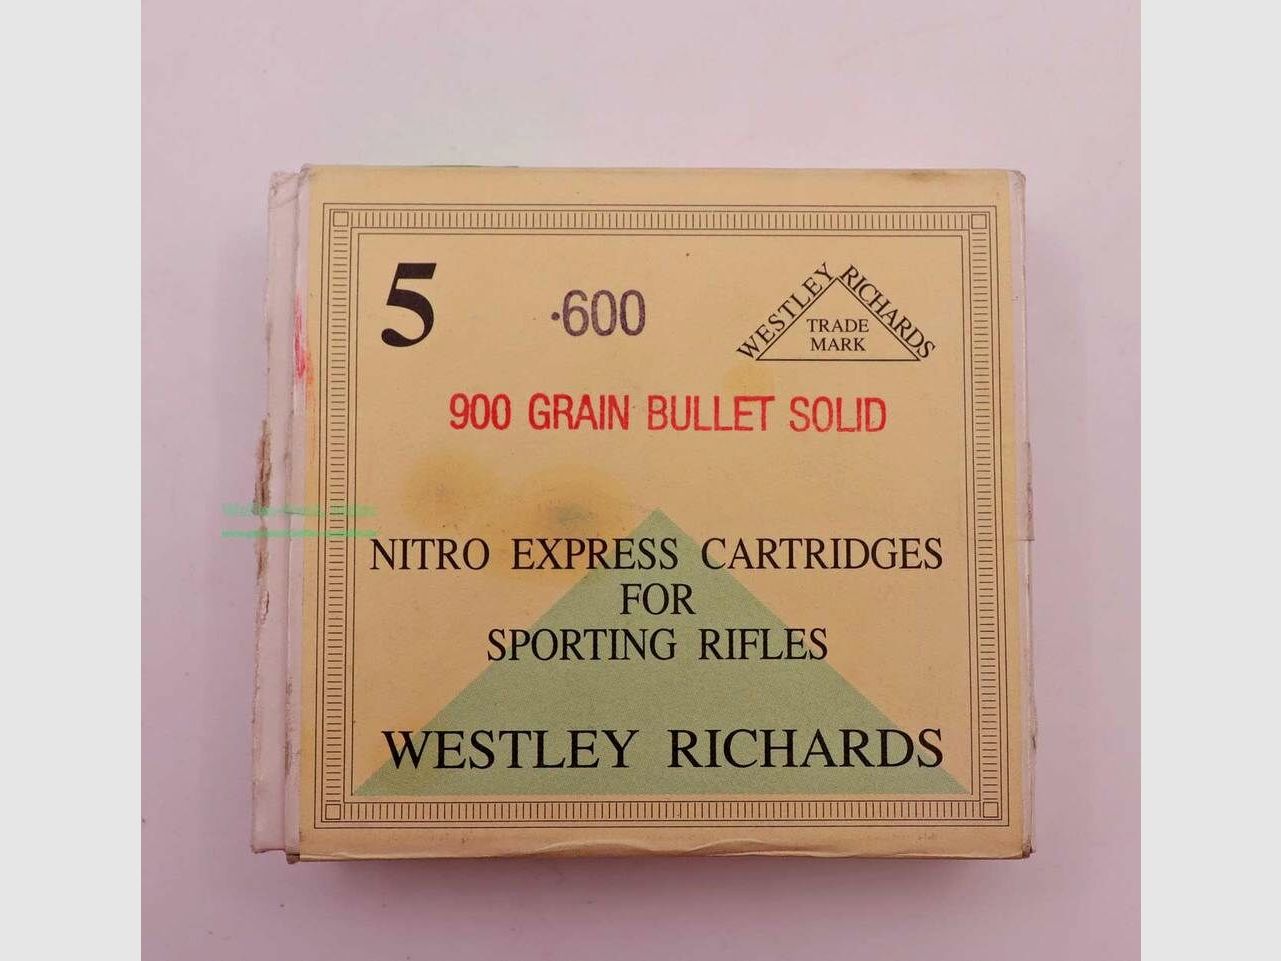 5
·600
WESTLEY RICHARDS
TRADE
MARK
900 GRAIN BULLET SOLID
NITRO EXPRESS CARTRIDGES
FOR
SPORTING RIFLES
WESTLEY RICHARDS